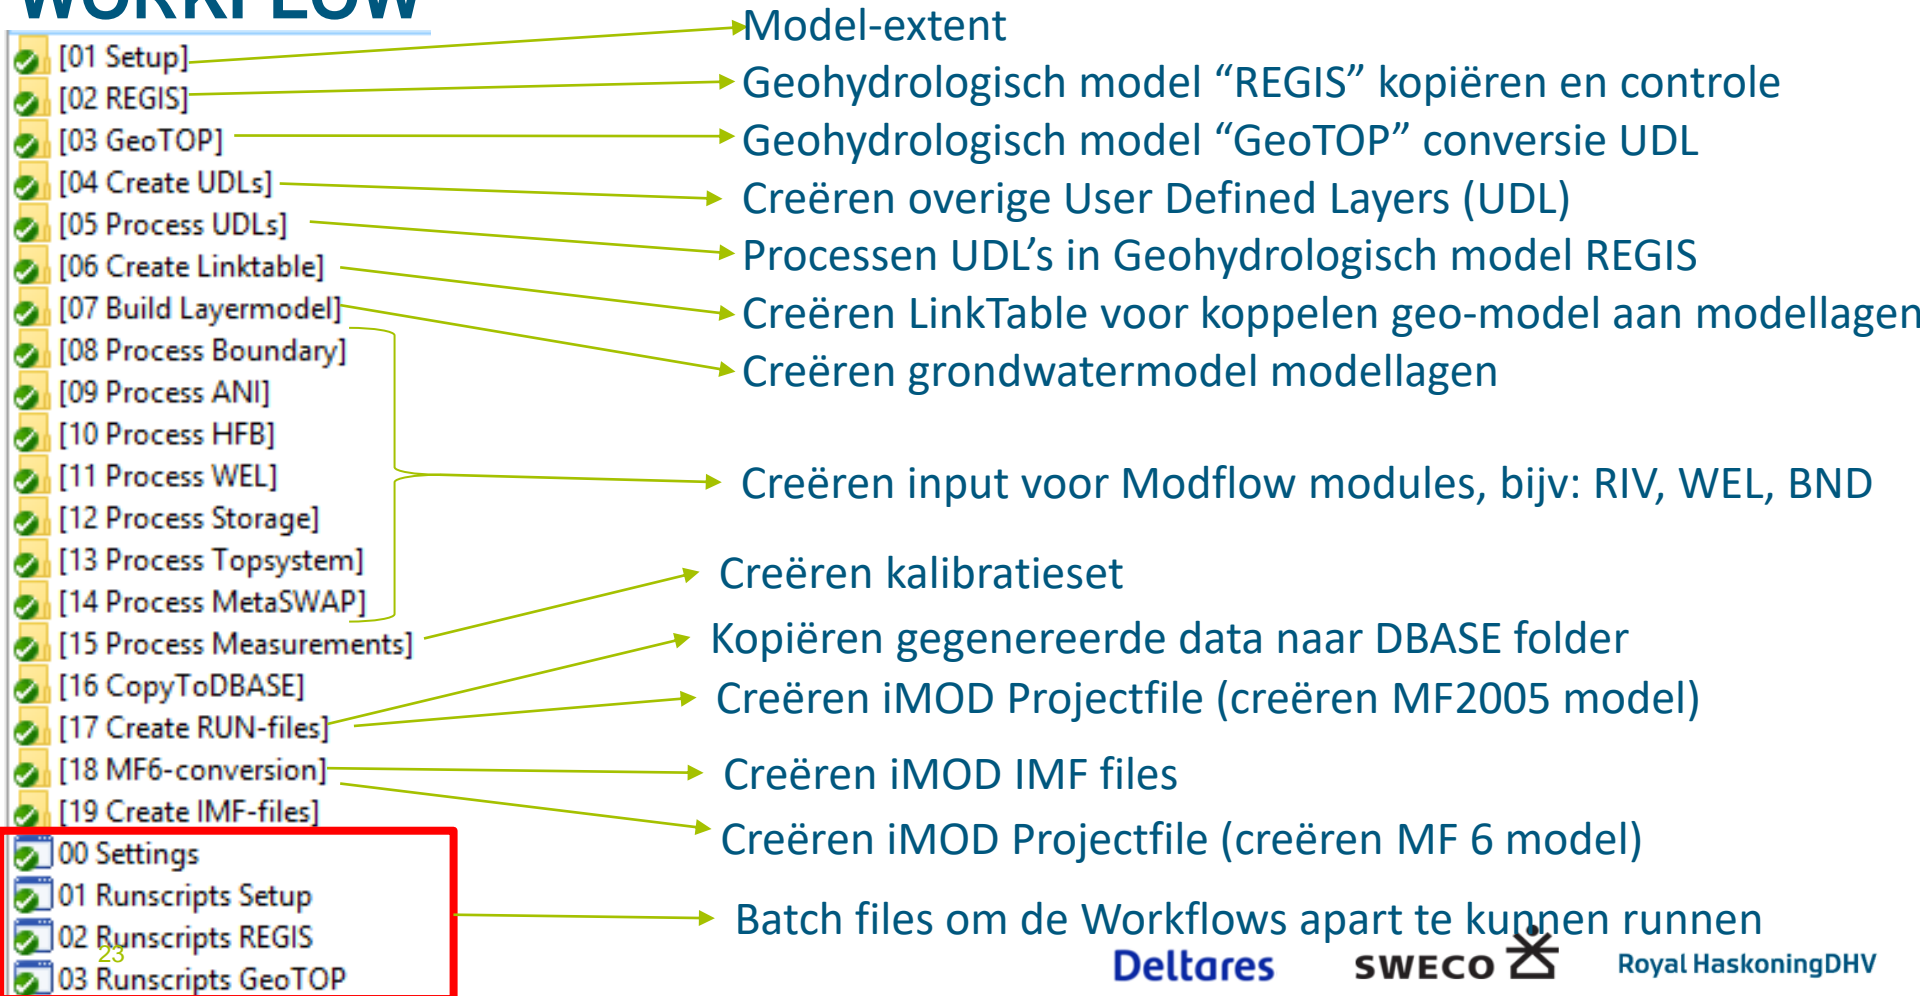 WORKFLOW
[01 Setup]
[02 REGIS]
[03 GeoTOP]
[04 Create UDLs]
[05 Process UDLs]
[06 Create Linktable]
[07 Build Layermodel]
[08 Process Boundary]
[09 Process ANI]
[10 Process HFB]
[11 Process WEL]
[12 Process Storage]
[13 Process Topsystem]
[14 Process MetaSWAP]
[15 Process Measurements]
[16 CopyToDBASE]
[17 Create RUN-files]
[18 MF6-conversion]
[19 Create IMF-files]
00 Settings
01 Runscripts Setup
02 Runscripts REGIS
03 Runscripts GeoTOP
23
Model-extent
Geohydrologisch model “REGIS” kopiëren en controle
Geohydrologisch model “GeoTOP” conversie UDL
Creëren overige User Defined Layers (UDL)
Processen UDL’s in Geohydrologisch model REGIS
Creëren LinkTable voor koppelen geo-model aan modellagen
Creëren grondwatermodel modellagen
Creëren input voor Modflow modules, bijv: RIV, WEL, BND
Creëren kalibratieset
Kopiëren gegenereerde data naar DBASE folder
Creëren iMOD Projectfile (creëren MF2005 model)
Creëren iMOD IMF files
Creëren iMOD Projectfile (creëren MF 6 model)
Batch files om de Workflows apart te kunnen runnen
Deltares
SWECO
Royal HaskoningDHV